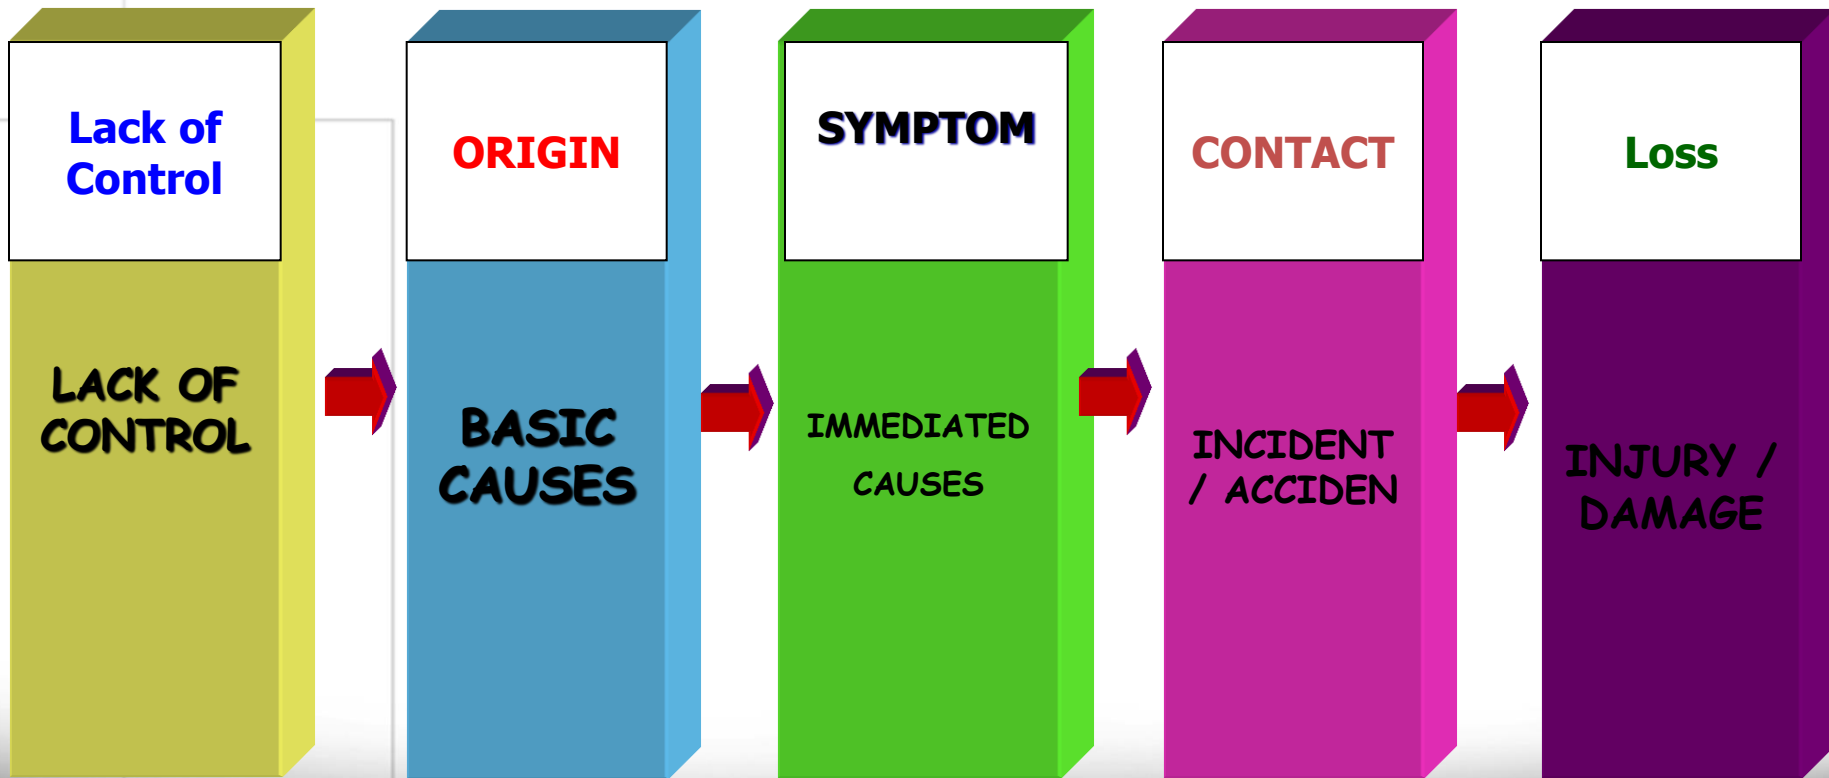 Lack of
Control
LACK OF
CONTROL
ORIGIN
BASIC
CAUSES
SYMPTOM
IMMEDIATED
CAUSES
CONTACT
INCIDENT
/ ACCIDEN
Loss
INJURY /
DAMAGE